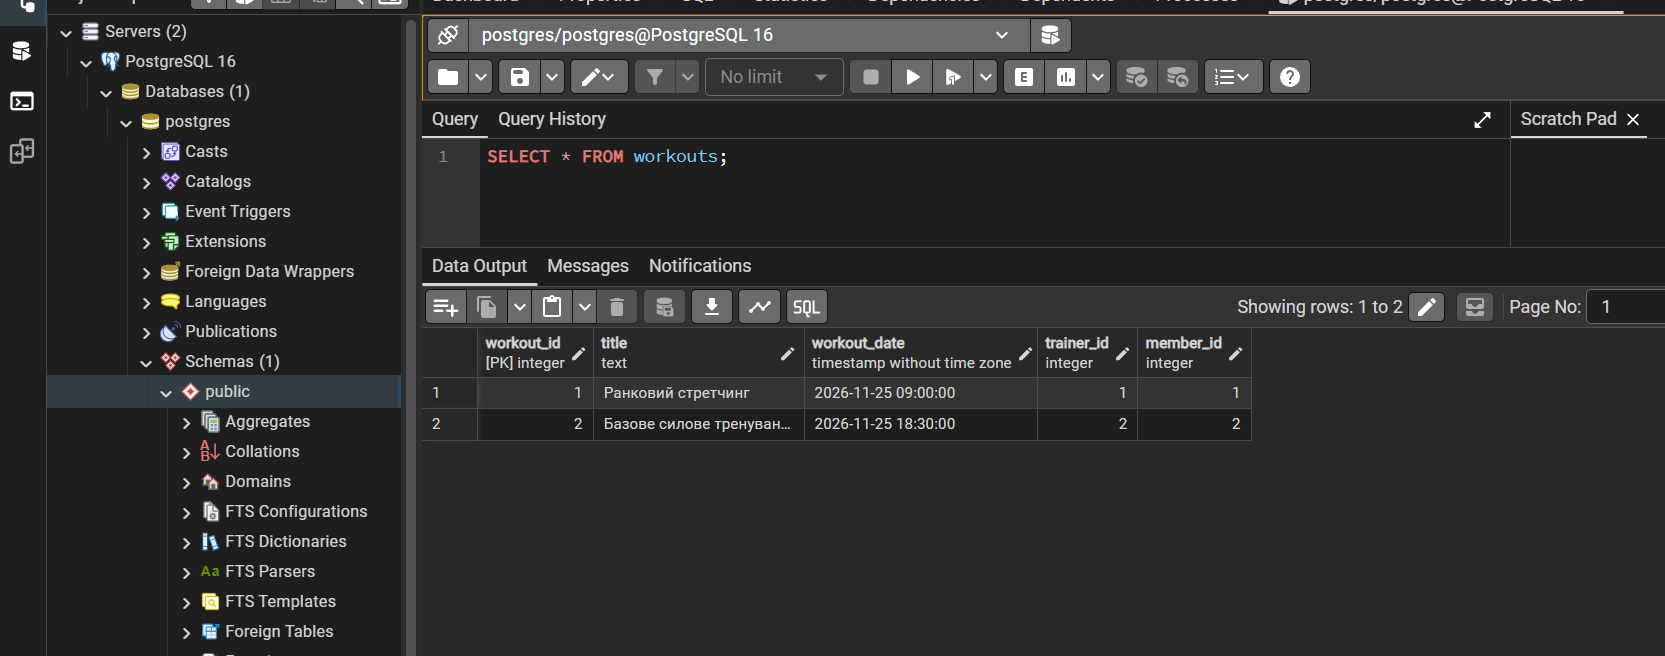 Servers (2)
PostgreSQL 16
Databases (1)
postgres
Casts
Catalogs
Event Triggers
Extensions
Foreign Data Wrappers
Languages
Publications
Schemas (1)
public
Aggregates
Collations
Domains
FTS Configurations
FTS Dictionaries
FTS Parsers
FTS Templates
Foreign Tables
postgres/postgres@PostgreSQL 16
No limit
E
Query Query History
Scratch Pad
1 SELECT * FROM workouts;
Data Output Messages Notifications
SQL Showing rows: 1 to 2 Page No: 1
workout_id title workout_date trainer_id member_id
[PK] integer text timestamp without time zone integer integer
1 1 Ранковий стретчинг 2026-11-25 09:00:00 1 1
2 2 Базове силове тренуван... 2026-11-25 18:30:00 2 2